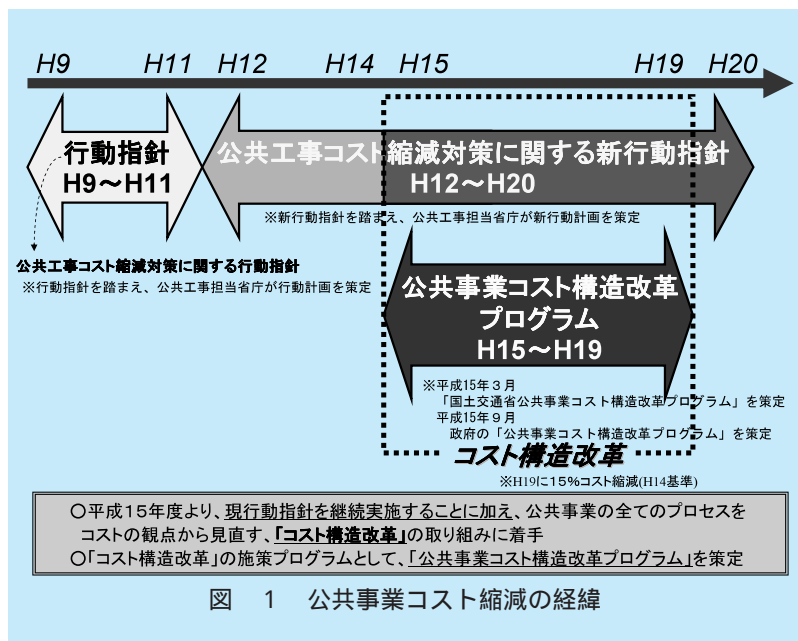 H9 H11 H12 H14 H15 H19 H20
行動指針
H9～H11
公共工事コスト縮減対策に関する新行動指針
H12～H20
※新行動指針を踏まえ、公共工事担当省庁が新行動計画を策定
公共工事コスト縮減対策に関する行動指針
※行動指針を踏まえ、公共工事担当省庁が行動計画を策定
公共事業コスト構造改革
プログラム
H15～H19
※平成15年３月
「国土交通省公共事業コスト構造改革プログラム」を策定
平成15年９月
政府の「公共事業コスト構造改革プログラム」を策定
コスト構造改革
※H19に15%コスト縮減(H14基準)
○平成１５年度より、現行動指針を継続実施することに加え、公共事業の全てのプロセスを
コストの観点から見直す、「コスト構造改革」の取り組みに着手
○「コスト構造改革」の施策プログラムとして、「公共事業コスト構造改革プログラム」を策定
図　1　公共事業コスト縮減の経緯